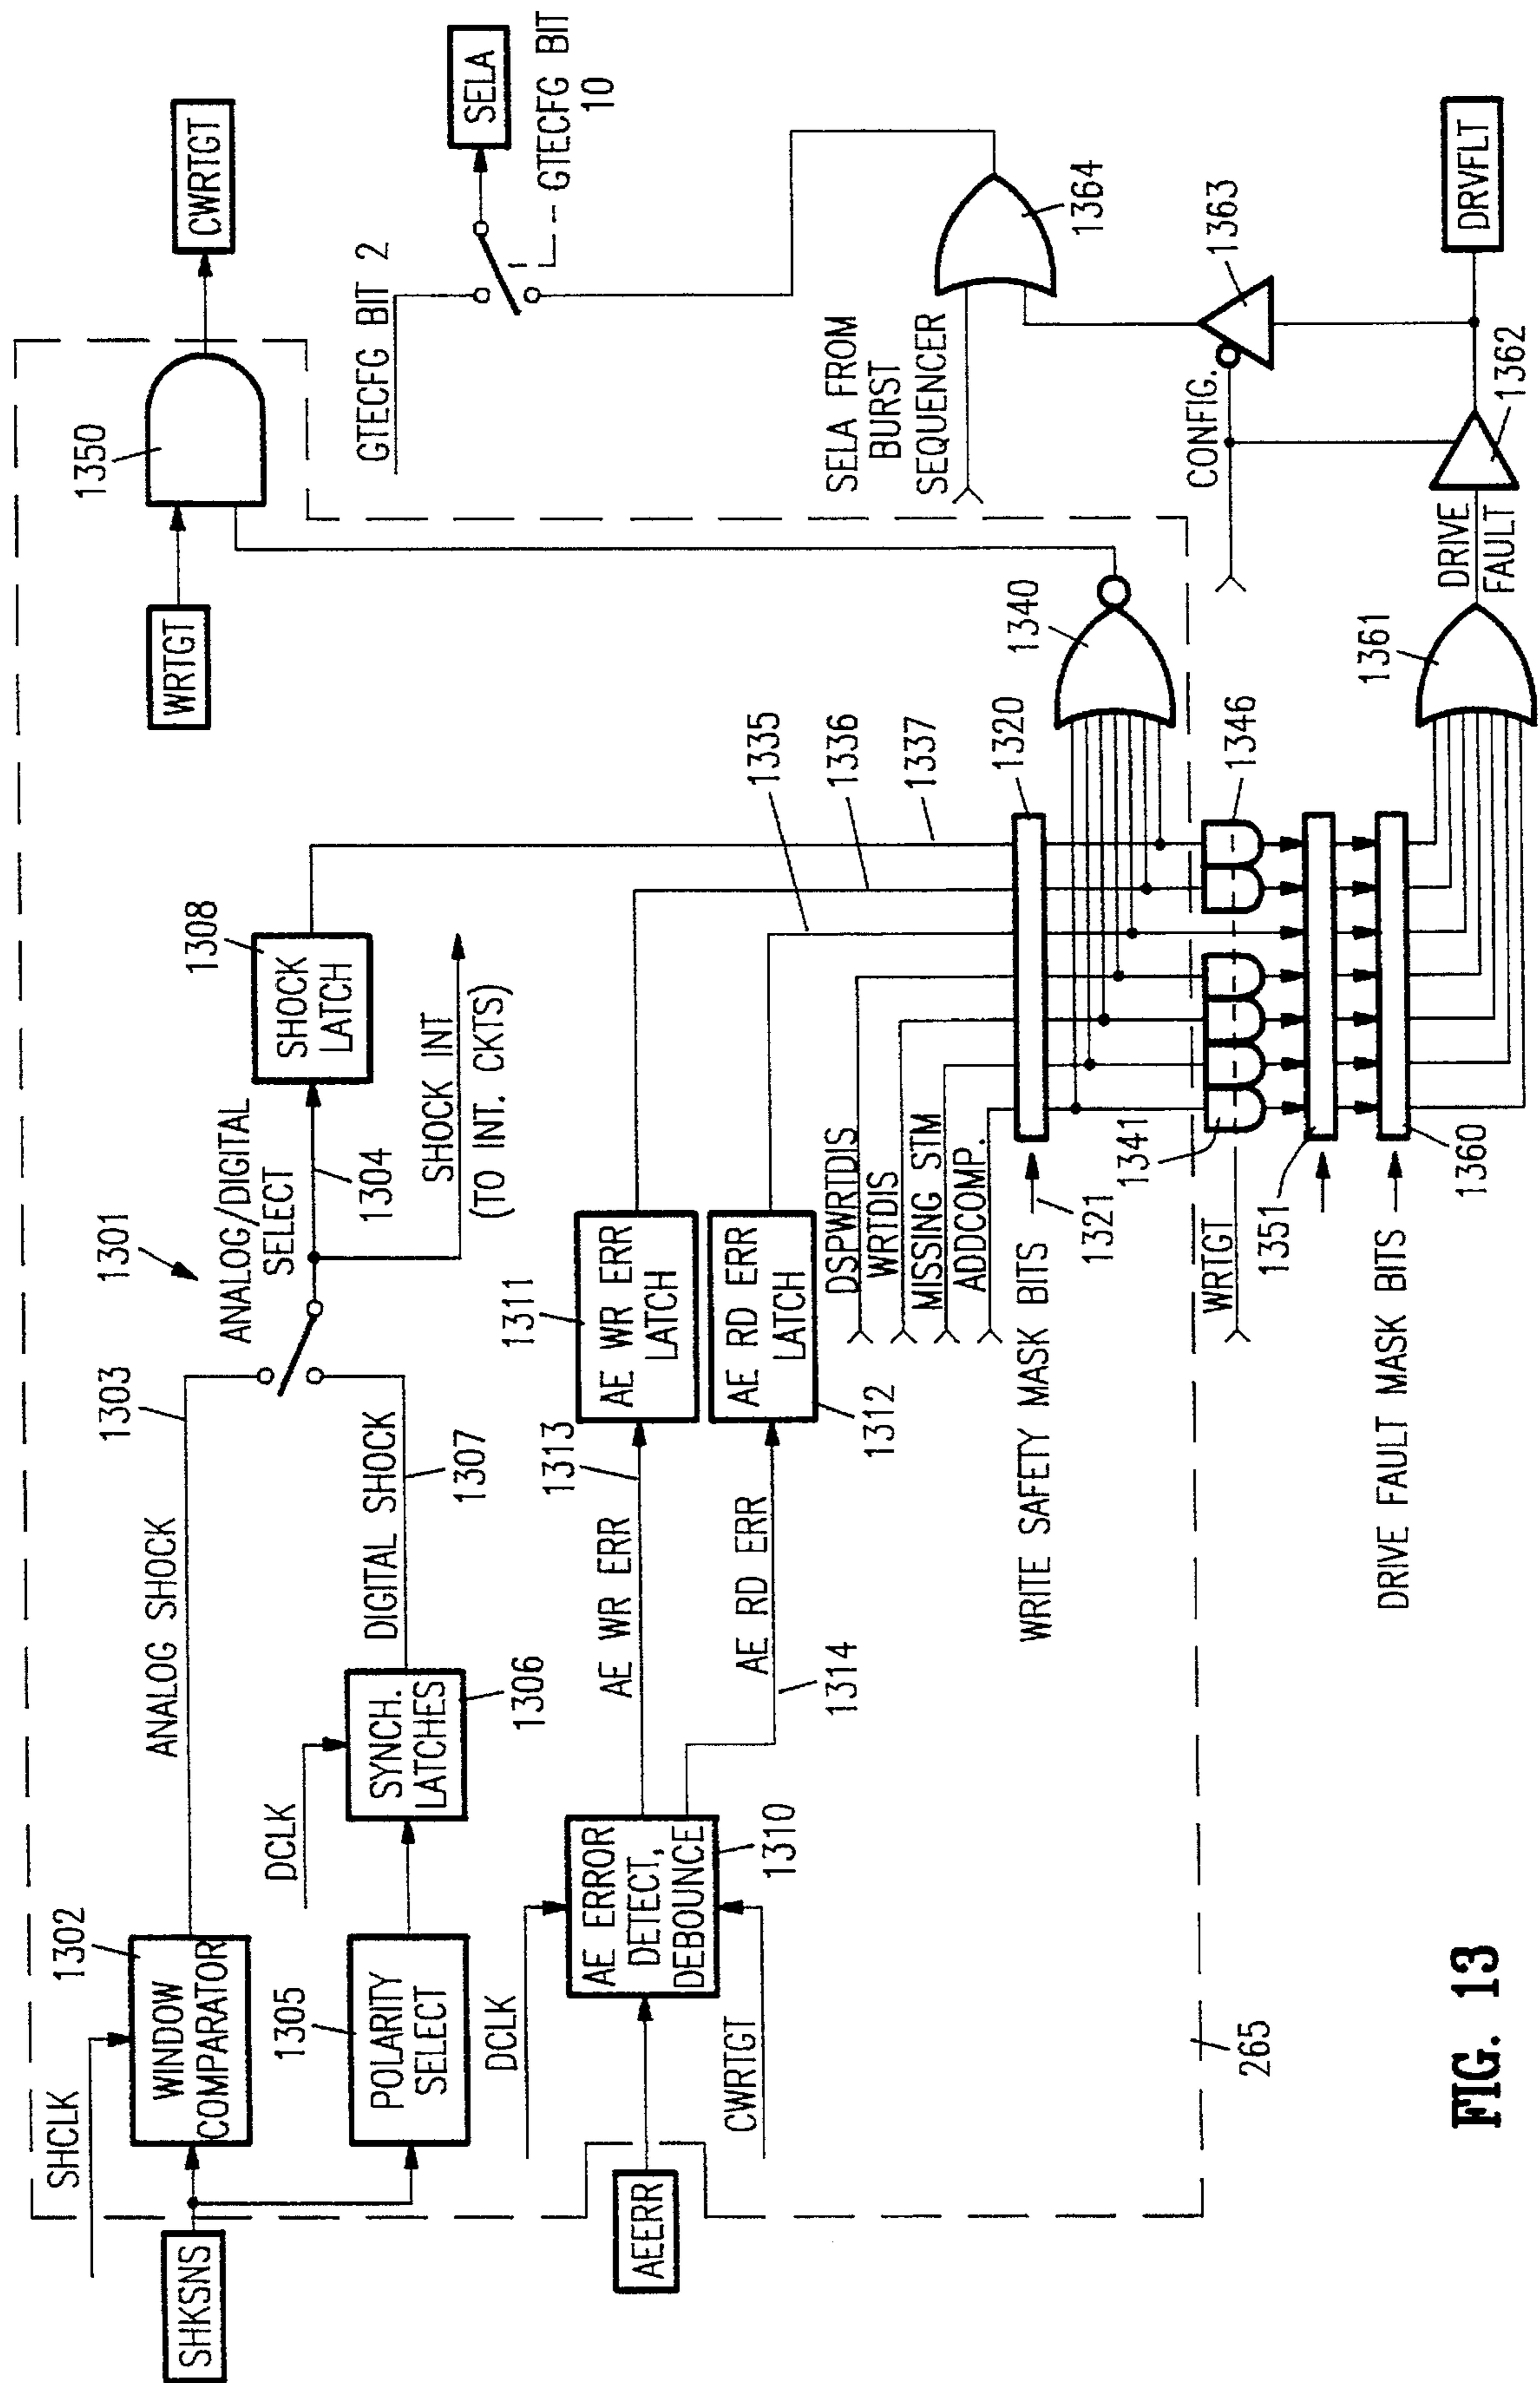 SHCLK
SHKSNS
1302
WINDOW
COMPARATOR
ANALOG SHOCK
1303
1301
ANALOG/DIGITAL
SELECT
1304
1305
POLARITY
SELECT
DCLK
SYNCH.
LATCHES
1306
DIGITAL SHOCK
1307
1308
SHOCK
LATCH
SHOCK INT
(TO INT. CKTS)
WRTGT
1350
CWRTGT
GTECFG BIT 2
SELA
GTECFG BIT
10
AEERR
DCLK
CWRTGT
AE ERROR
DETECT,
DEBOUNCE
1310
AE WR ERR
1313
AE RD ERR
1314
1311
AE WR ERR
LATCH
AE RD ERR
LATCH
1312
1335
1336
1337
DSPWRTDIS
WRTDIS
MISSING STM
ADDCOMP.
WRITE SAFETY MASK BITS
1321
1320
1340
265
WRTGT
1341
1346
1351
DRIVE FAULT MASK BITS
1360
1361
DRIVE
FAULT
CONFIG.
1362
1363
SELA FROM
BURST
SEQUENCER
1364
DRVFLT
FIG. 13